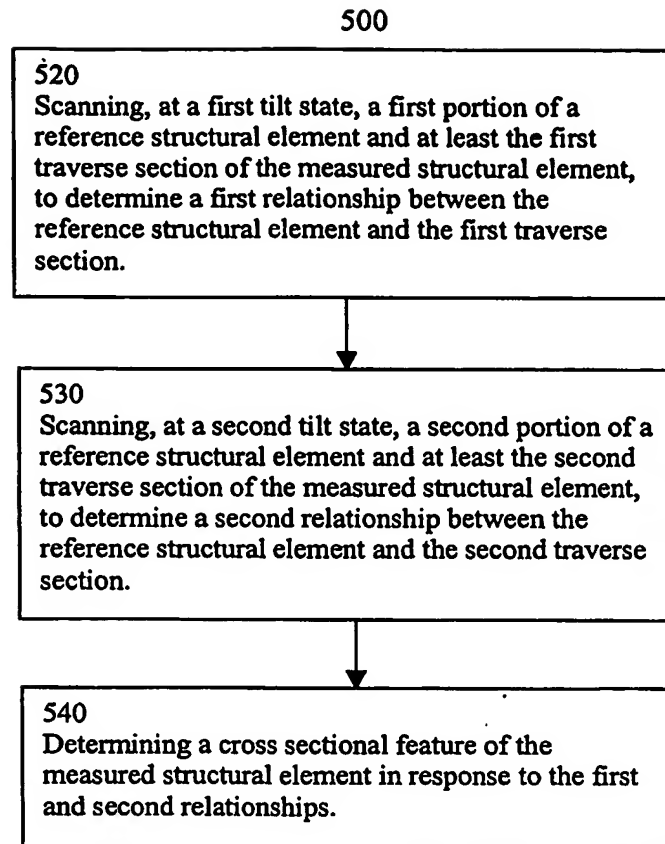 500
520
Scanning, at a first tilt state, a first portion of a
reference structural element and at least the first
traverse section of the measured structural element,
to determine a first relationship between the
reference structural element and the first traverse
section.
530
Scanning, at a second tilt state, a second portion of a
reference structural element and at least the second
traverse section of the measured structural element,
to determine a second relationship between the
reference structural element and the second traverse
section.
540
Determining a cross sectional feature of the
measured structural element in response to the first
and second relationships.